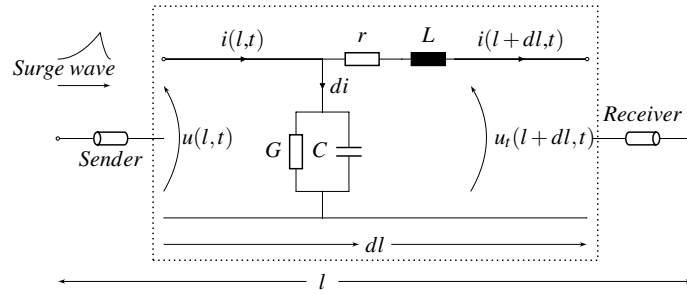 i(l,t)
r
L
i(l+dl,t)
Surge wave
di
Receiver
u(l,t)
G
C
u_t(l+dl,t)
Sender
dl
l